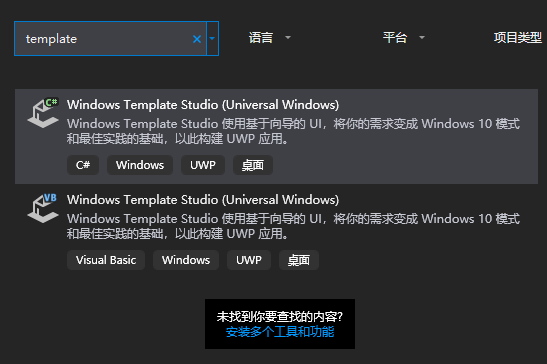 template
语言
平台
项目类型
C#
Windows Template Studio (Universal Windows)
Windows Template Studio 使用基于向导的 UI，将你的需求变成 Windows 10 模式
和最佳实践的基础，以此构建 UWP 应用。
C# Windows UWP 桌面
VB
Windows Template Studio (Universal Windows)
Windows Template Studio 使用基于向导的 UI，将你的需求变成 Windows 10 模式
和最佳实践的基础，以此构建 UWP 应用。
Visual Basic Windows UWP 桌面
未找到你要查找的内容?
安装多个工具和功能